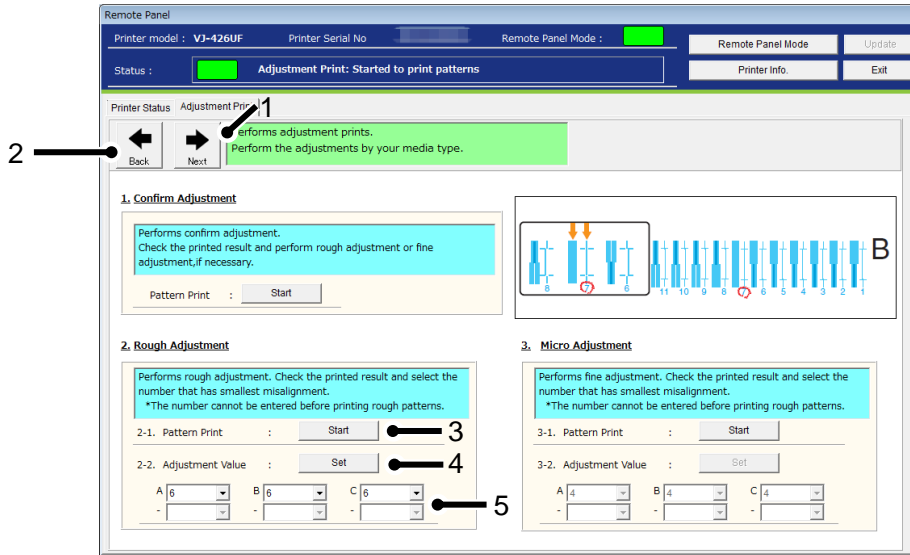 Remote Panel
Printer model : VJ-426UF Printer Serial No Remote Panel Mode :
Remote Panel Mode Update
Status : Adjustment Print: Started to print patterns
Printer Info. Exit
Printer Status Adjustment Prin
1
2
Back Next
erforms adjustment prints.
Perform the adjustments by your media type.
1. Confirm Adjustment
Performs confirm adjustment.
Check the printed result and perform rough adjustment or fine
adjustment,if necessary.
Pattern Print : Start
8 7 6 11 10 9 8 7 6 5 4 3 2 1
B
2. Rough Adjustment
Performs rough adjustment. Check the printed result and select the
number that has smallest misalignment.
*The number cannot be entered before printing rough patterns.
2-1. Pattern Print : Start
3
2-2. Adjustment Value : Set
4
A 6 B 6 C 6
- - -
5
3. Micro Adjustment
Performs fine adjustment. Check the printed result and select the
number that has smallest misalignment.
*The number cannot be entered before printing rough patterns.
3-1. Pattern Print : Start
3-2. Adjustment Value : Set
A 4 B 4 C 4
- - -